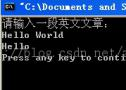 "C:\Documents and S
请输入一段英文文章:
Hello World
Hello
Press any key to conti